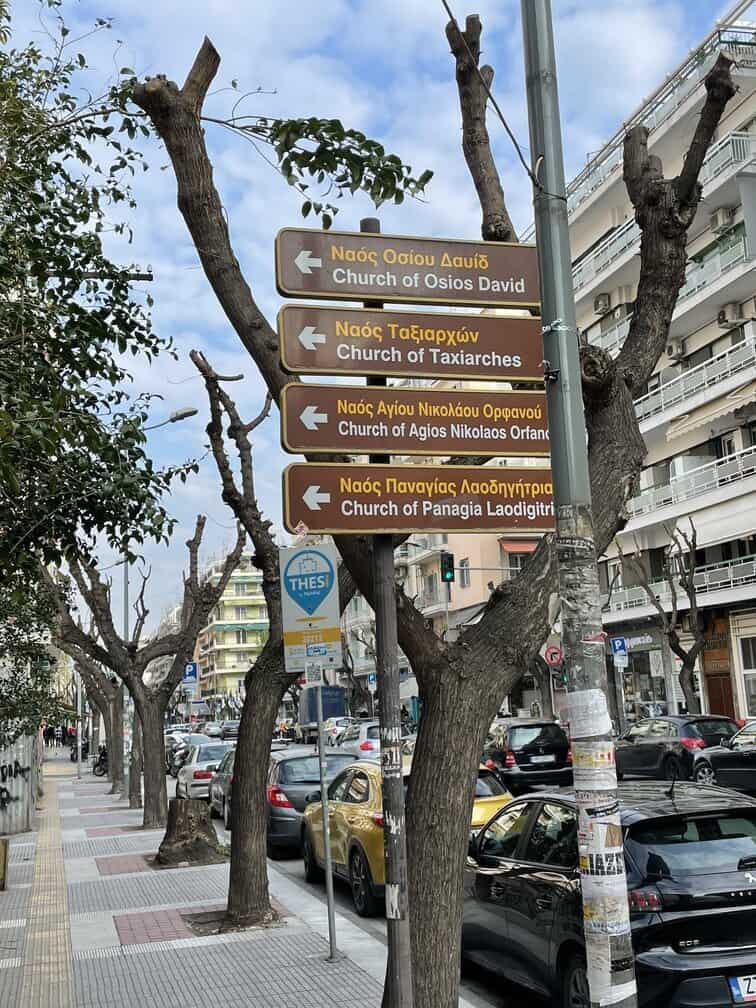 Ναός Οσίου Δαυίδ
Church of Osios David
Ναός Ταξιαρχών
Church of Taxiarches
Ναός Αγίου Νικολάου Ορφανού
Church of Agios Nikolaos Orfano
Ναός Παναγίας Λαοδηγήτρια
Church of Panagia Laodigitri
THESi
P
P